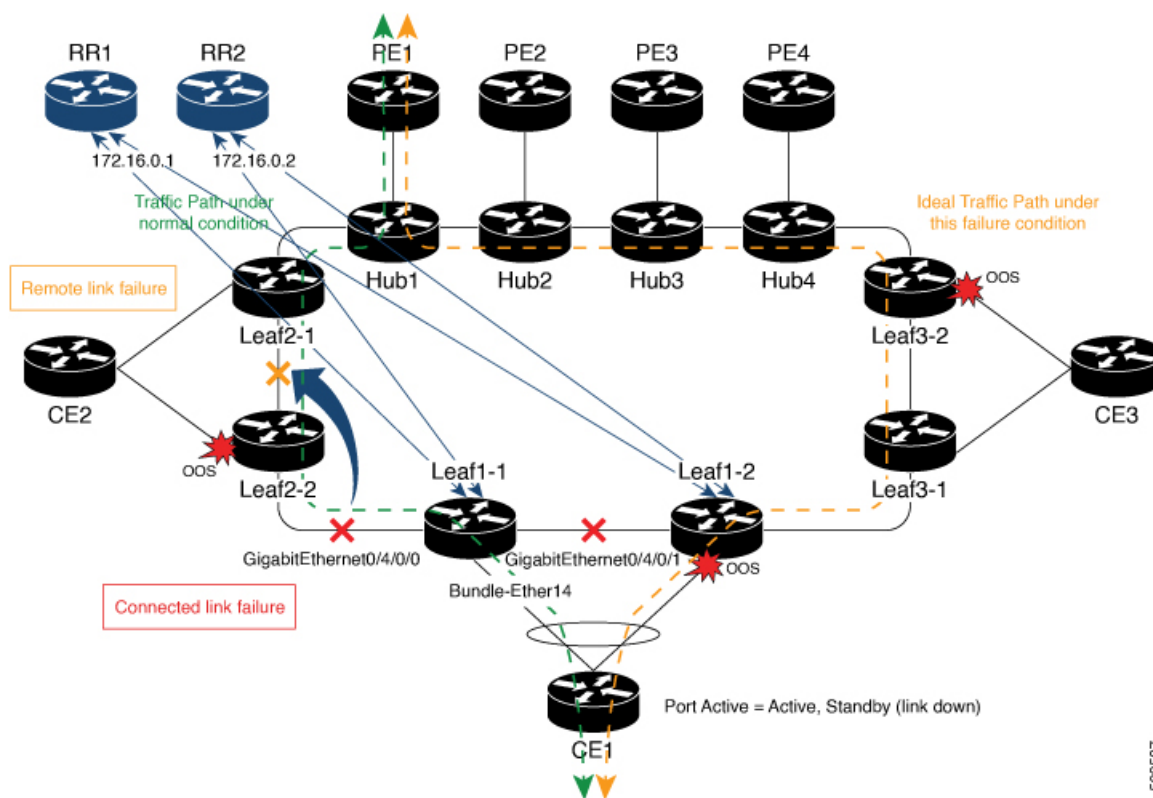 RR1
RR2
PE1
PE2
PE3
PE4
172.16.0.1
172.16.0.2
Traffic Path under
normal condition
Ideal Traffic Path under
this failure condition
Hub1
Hub2
Hub3
Hub4
OOS
Remote link failure
Leaf2-1
Leaf3-2
CE2
CE3
OOS
Leaf2-2
Leaf1-1
Leaf1-2
Leaf3-1
GigabitEthernet0/4/0/0
GigabitEthernet0/4/0/1
OOS
Bundle-Ether14
Connected link failure
Port Active = Active, Standby (link down)
CE1